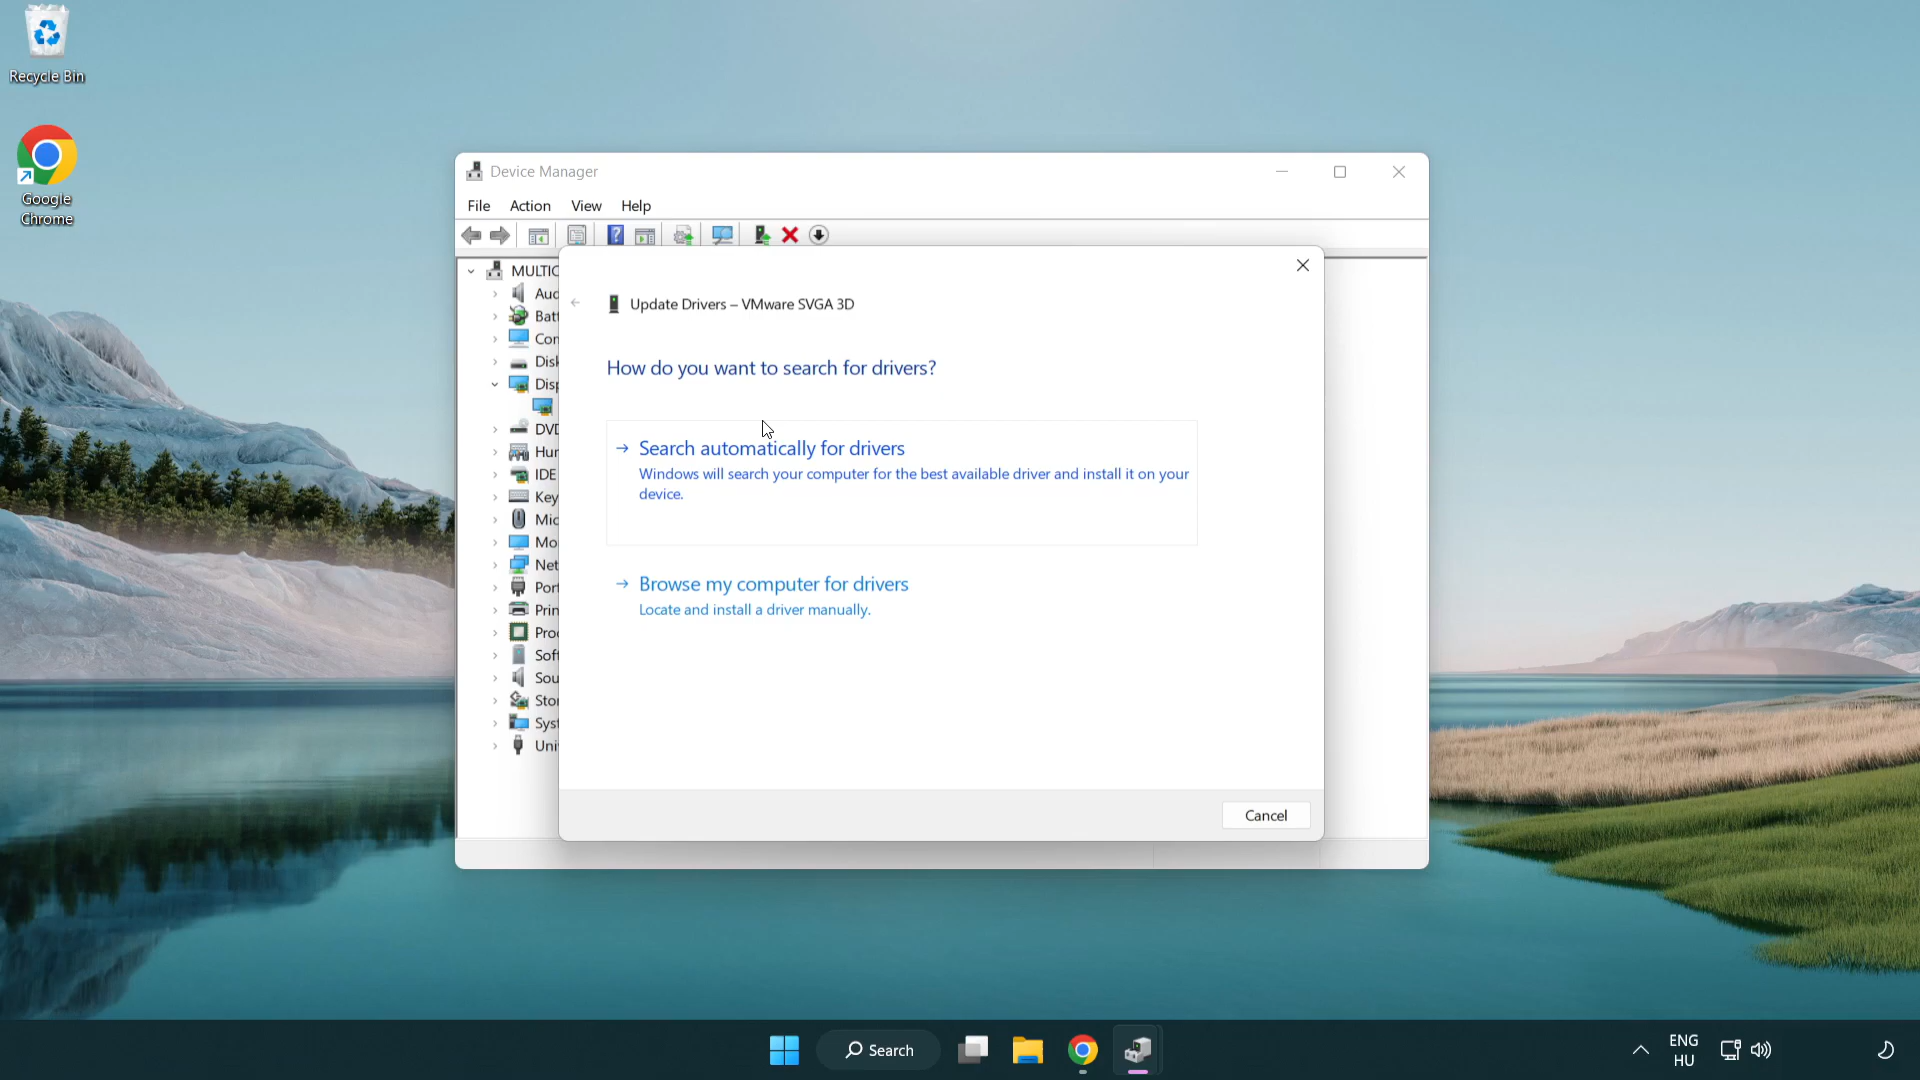 Recycle Bin
Google
Chrome
Device Manager
File Action View Help
MULTIC
Aud
Batt
Com
Disk
Disp
DVD
Hum
IDE
Key
Mic
Mo
Net
Port
Prin
Proc
Soft
Sou
Stor
Syst
Uni
Update Drivers – VMware SVGA 3D
How do you want to search for drivers?
Search automatically for drivers
Windows will search your computer for the best available driver and install it on your
device.
Browse my computer for drivers
Locate and install a driver manually.
Cancel
Search
ENG
HU